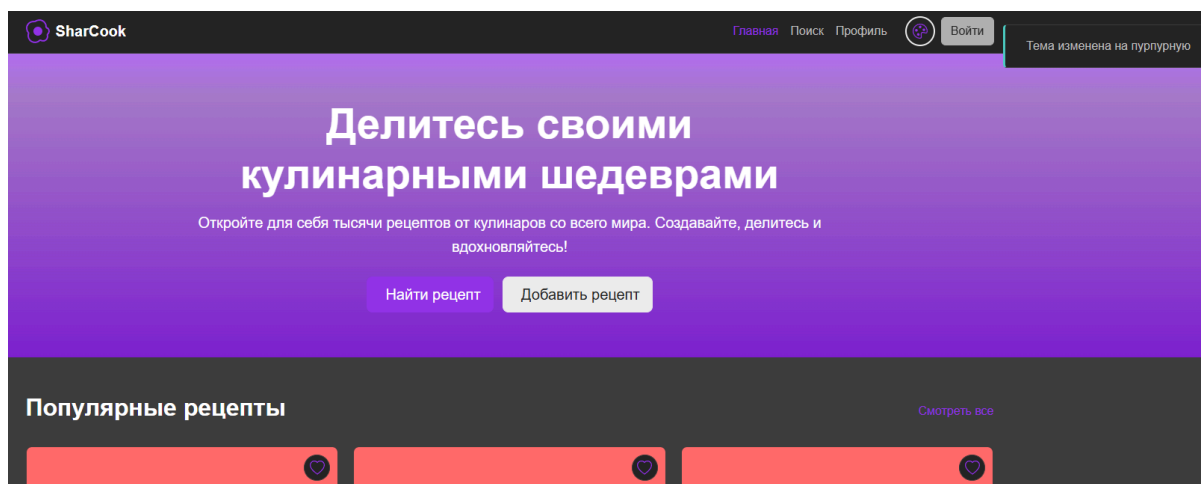 SharCook
Главная Поиск Профиль Войти
Тема изменена на пурпурную
Делитесь своими
кулинарными шедеврами
Откройте для себя тысячи рецептов от кулинаров со всего мира. Создавайте, делитесь и
вдохновляйтесь!
Найти рецепт Добавить рецепт
Популярные рецепты Смотреть все